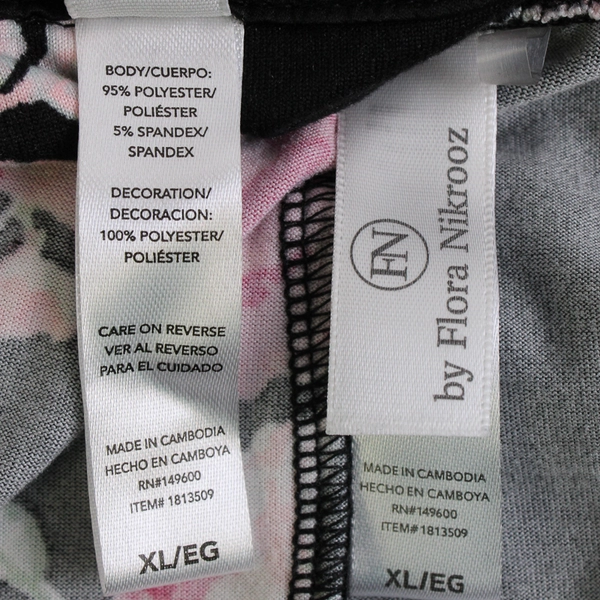 BODY/CUERPO:
95% POLYESTER/
POLIÉSTER
5% SPANDEX/
SPANDEX
DECORATION/
DECORACION:
100% POLYESTER/
POLIÉSTER
CARE ON REVERSE
VER AL REVERSO
PARA EL CUIDADO
MADE IN CAMBODIA
HECHO EN CAMBOYA
RN#149600
ITEM# 1813509
XL/EG
FN
by Flora Nikrooz
MADE IN CAMBODIA
HECHO EN CAMBOYA
RN#149600
ITEM# 1813509
XL/EG